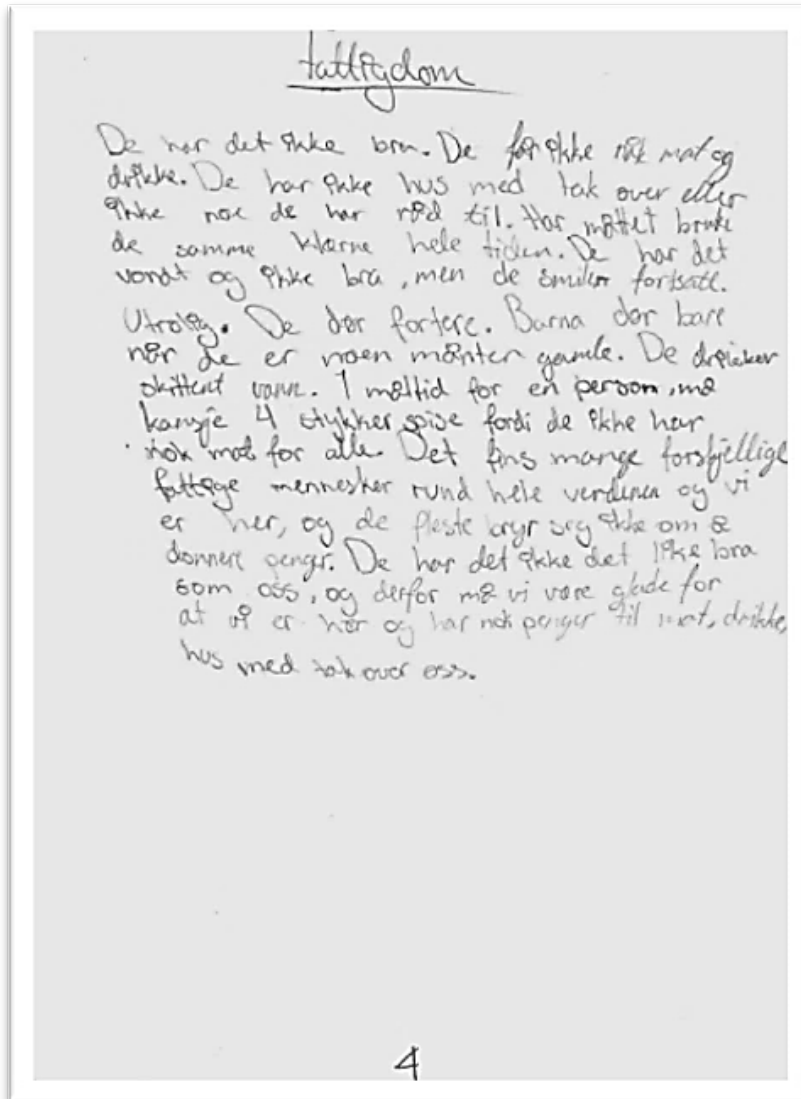 fattigdom
De har det ikke bra. De får ikke nok mat og
drikke. De har ikke hus med tak over eller
ikke noe de har råd til. Har måttet bruke
de samme klærne hele tiden. De har det
vondt og ikke bra, men de smiler fortsatt.
Utrolig. De dør fortere. Barna dør bare
når de er noen månter gamle. De drikker
skittent vann. 1 måltid for en person, må
kansje 4 stykker spise fordi de ikke har
nok mat for alle. Det fins mange forskjellige
fattige mennesker rund hele verdenen og vi
er her, og de fleste bryr seg ikke om å
donnere penger. De har det ikke det like bra
som oss, og derfor må vi være glade for
at vi er her og har nok penger til mat, drikke,
hus med tak over oss.
4